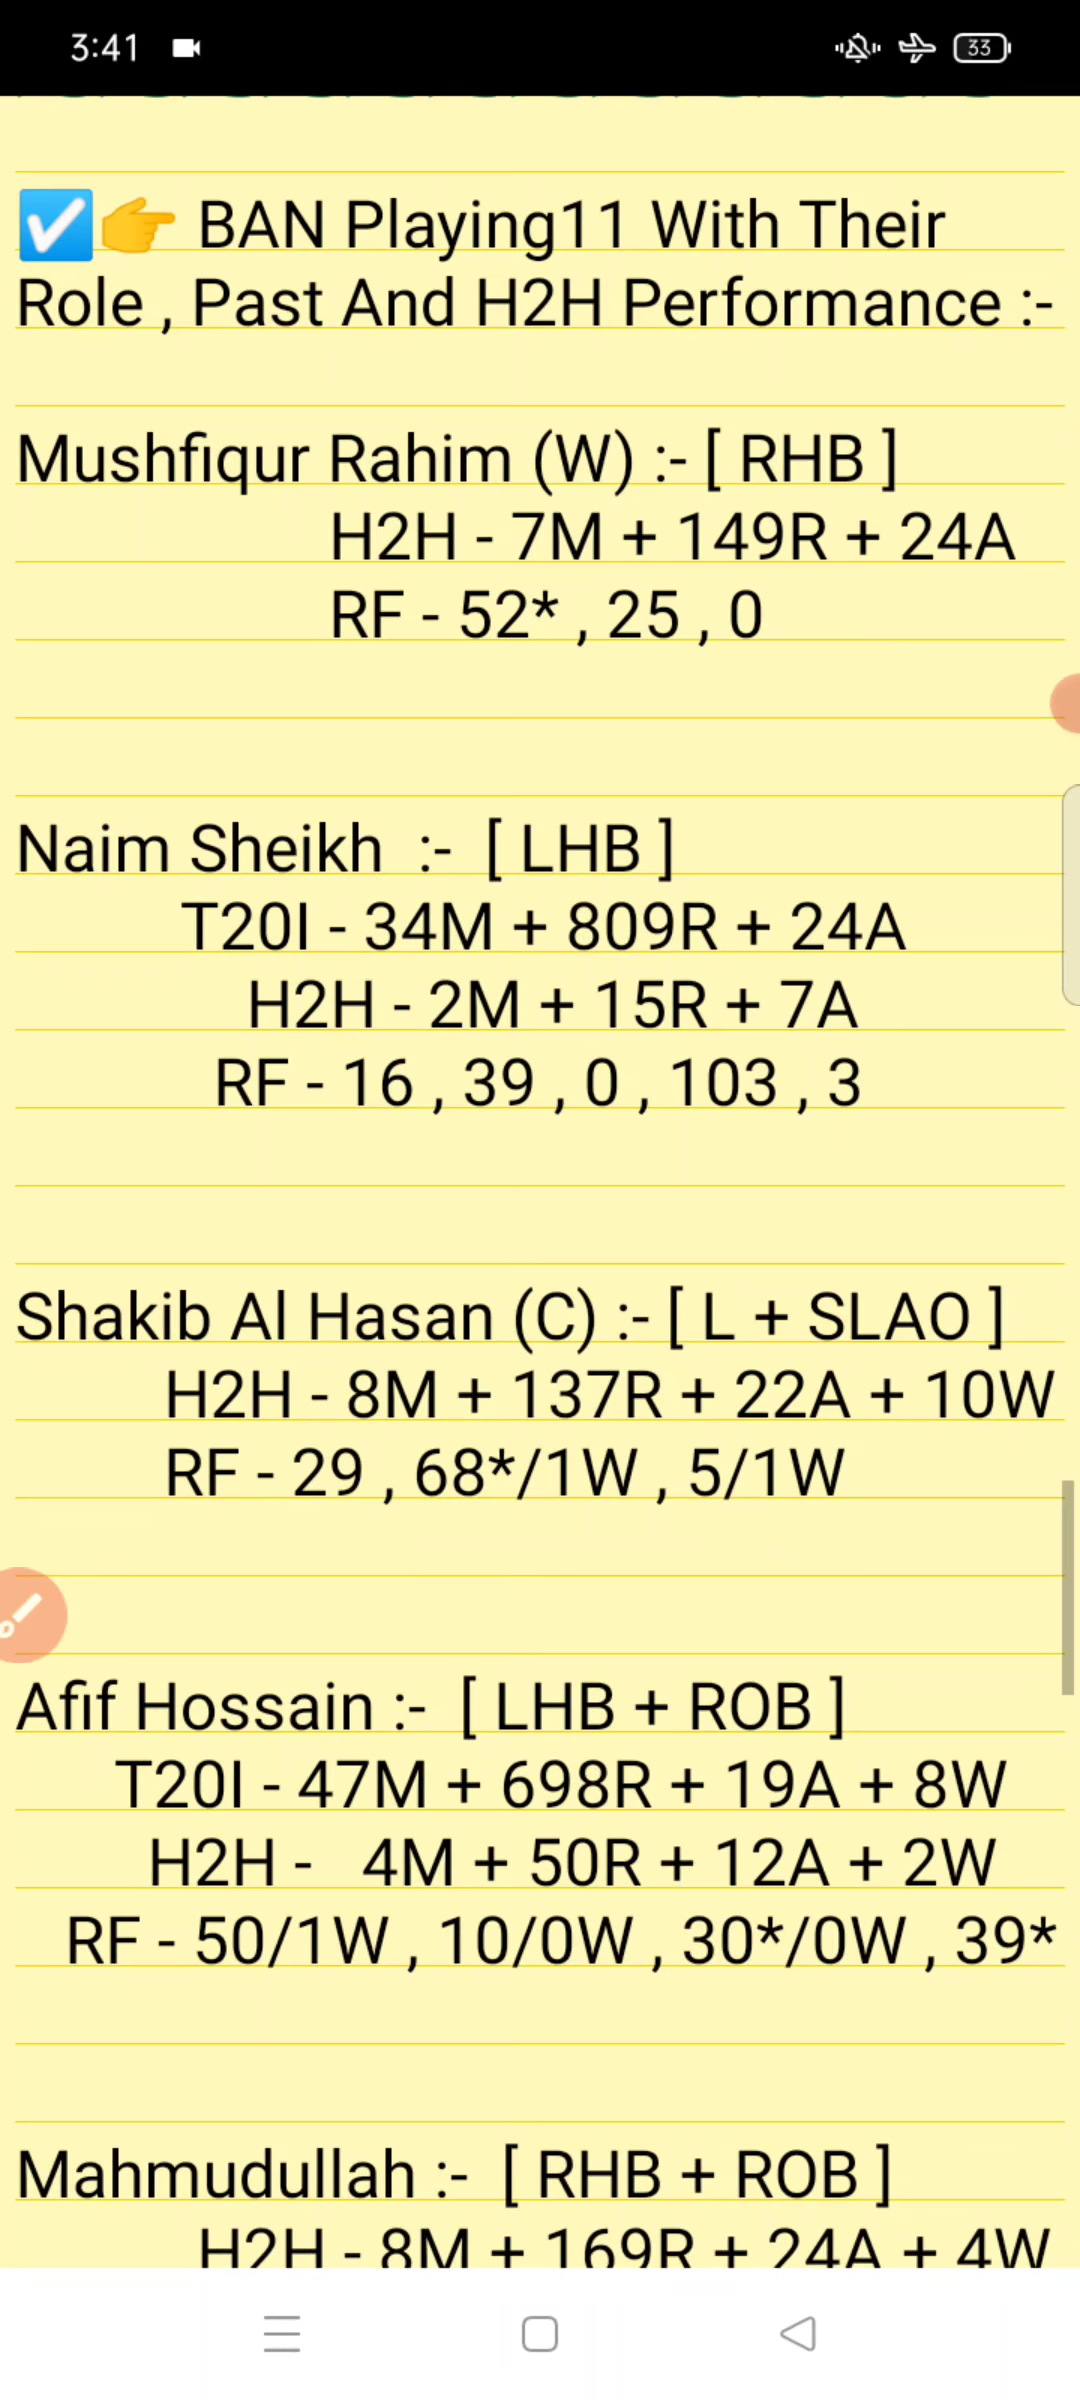 3:41
33
✅👉 BAN Playing11 With Their
Role , Past And H2H Performance :-
Mushfiqur Rahim (W) :- [ RHB ]
H2H - 7M + 149R + 24A
RF - 52* , 25 , 0
Naim Sheikh :- [ LHB ]
T20I - 34M + 809R + 24A
H2H - 2M + 15R + 7A
RF - 16 , 39 , 0 , 103 , 3
Shakib Al Hasan (C) :- [ L + SLAO ]
H2H - 8M + 137R + 22A + 10W
RF - 29 , 68*/1W , 5/1W
Afif Hossain :- [ LHB + ROB ]
T20I - 47M + 698R + 19A + 8W
H2H - 4M + 50R + 12A + 2W
RF - 50/1W , 10/0W , 30*/0W , 39*
Mahmudullah :- [ RHB + ROB ]
H2H - 8M + 169R + 24A + 4W